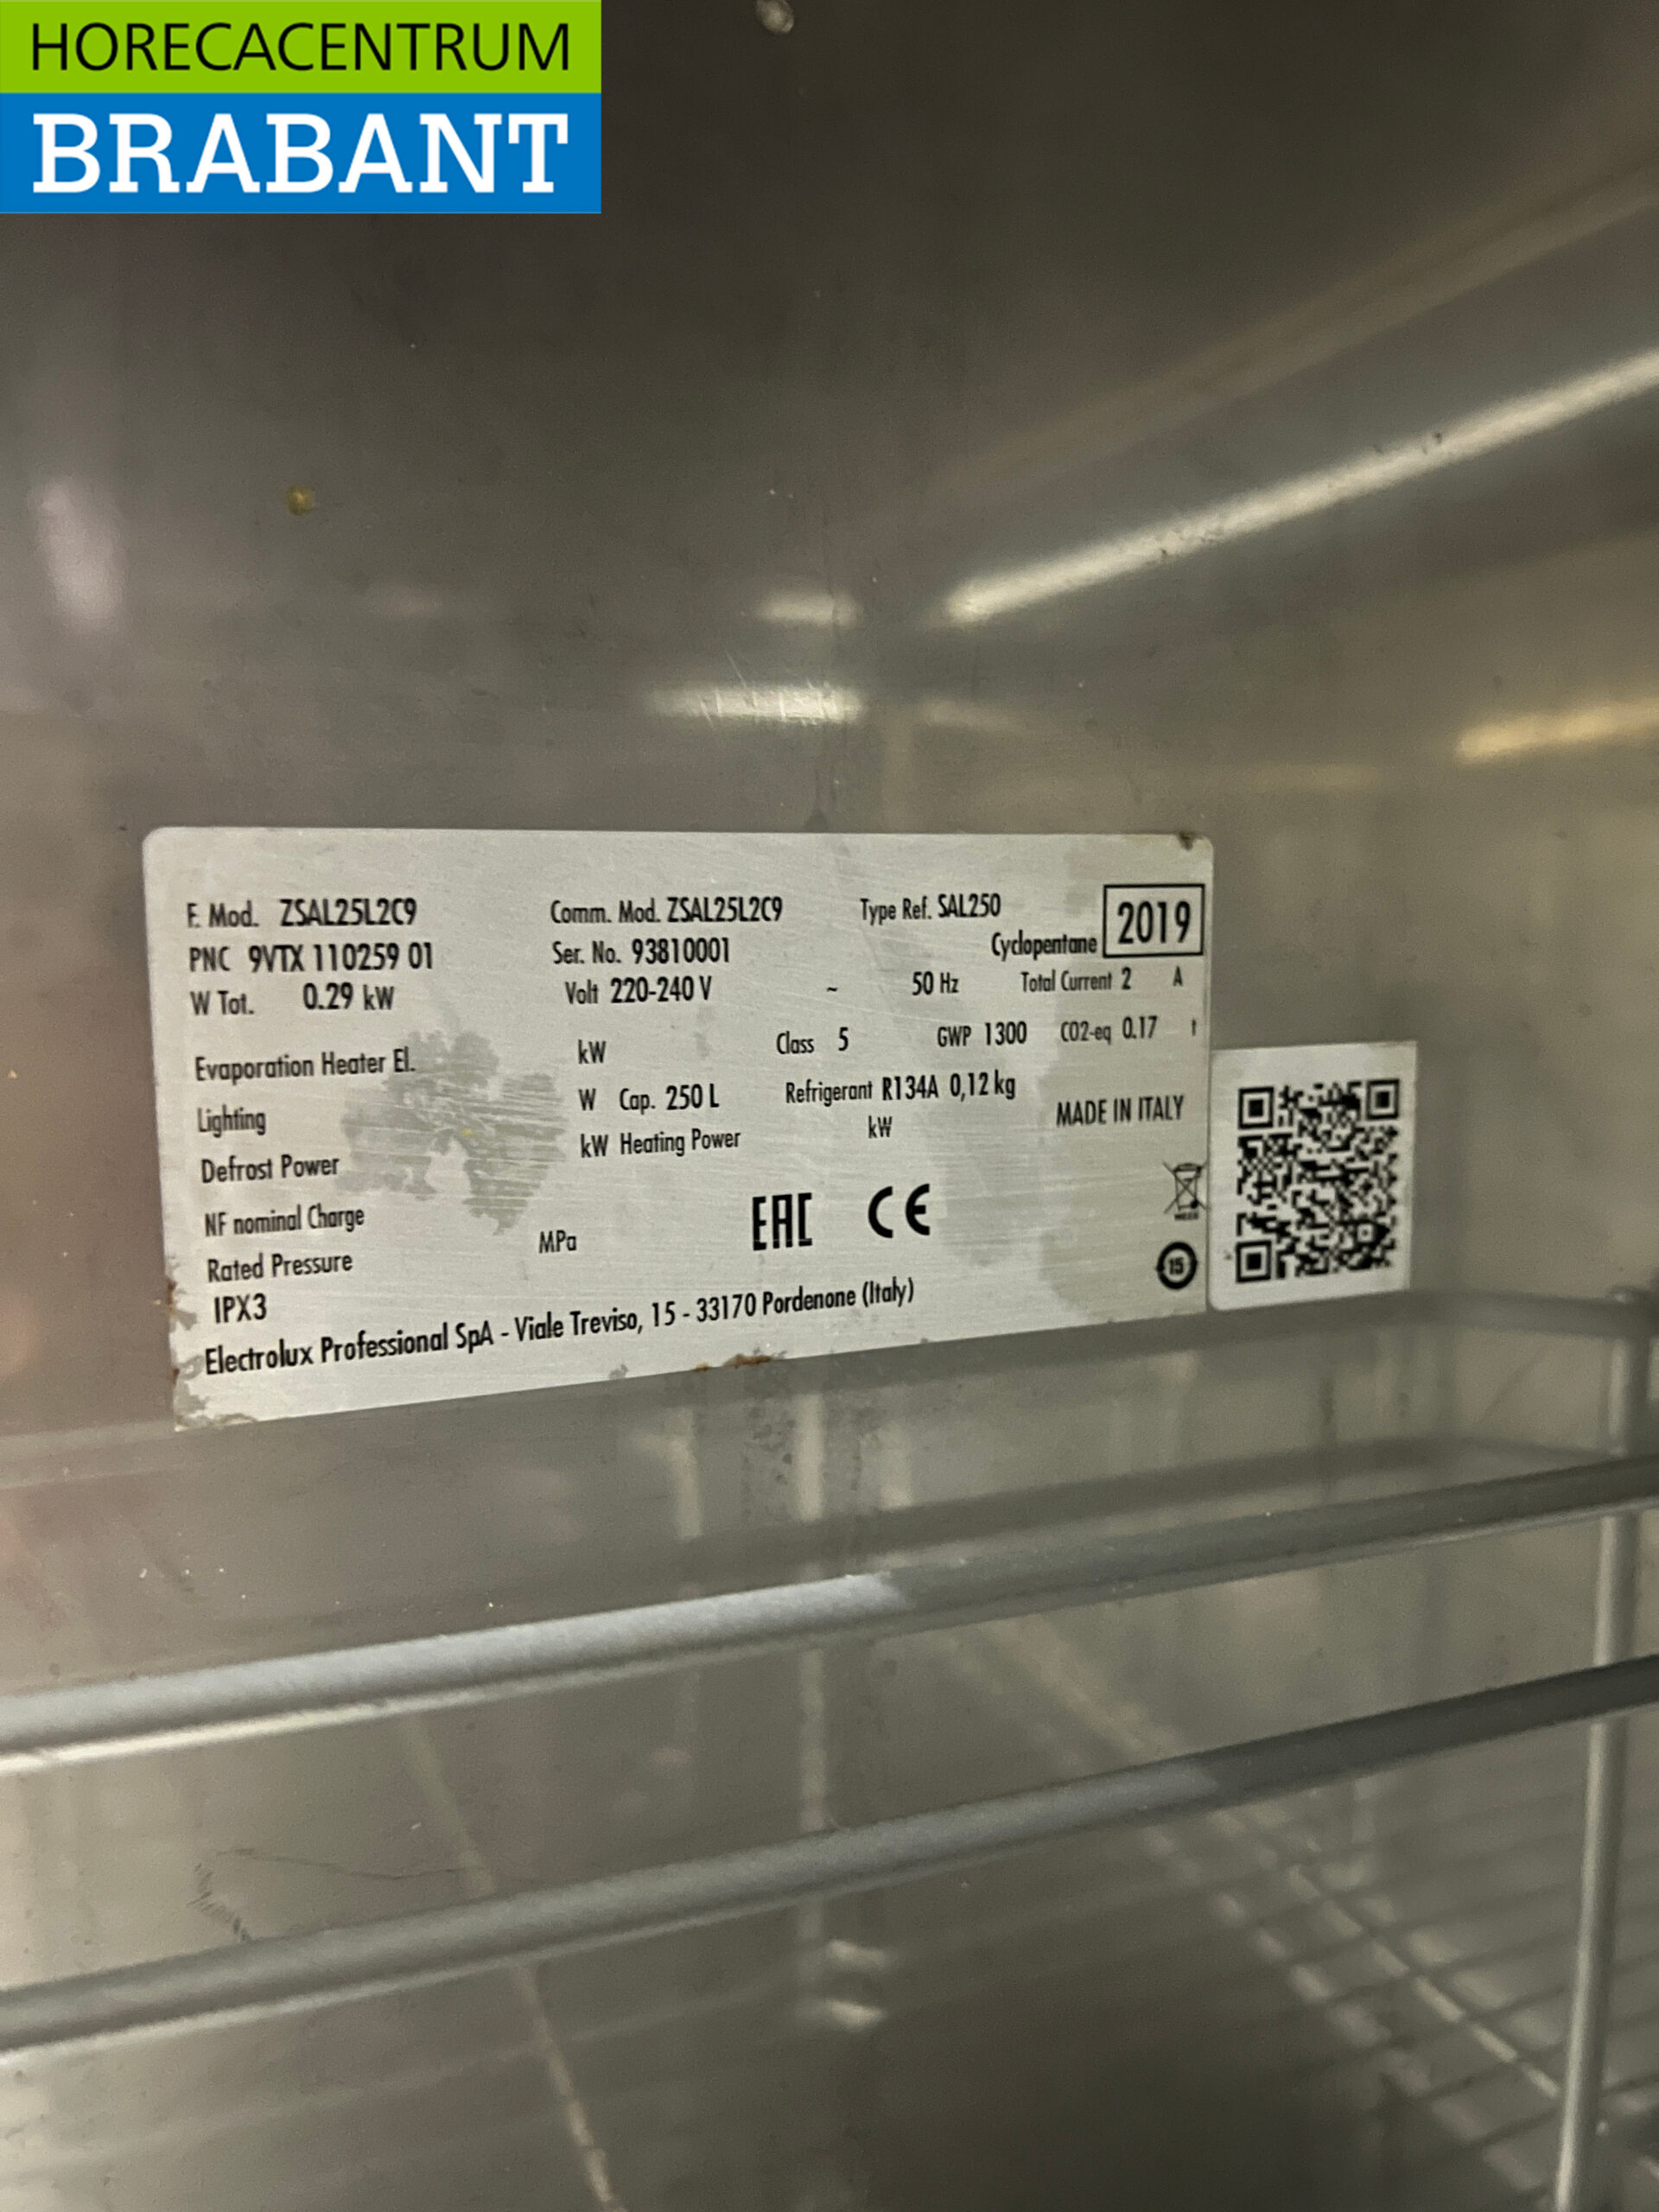 HORECACENTRUM
BRABANT
F. Mod. ZSAL25L2C9 Comm. Mod. ZSAL25L2C9 Type Ref. SAL250 2019
PNC 9VTX 110259 01 Ser. No. 93810001 Cyclopentane
W Tot. 0.29 kW Volt 220-240 V ~ 50 Hz Total Current 2 A
Evaporation Heater El. kW Class 5 GWP 1300 CO2-eq 0.17 t
Lighting W Cap. 250 L Refrigerant R134A 0,12 kg
MADE IN ITALY
Defrost Power kW Heating Power kW
NF nominal Charge
EAC CE
Rated Pressure MPa
IPX3
15
Electrolux Professional SpA - Viale Treviso, 15 - 33170 Pordenone (Italy)